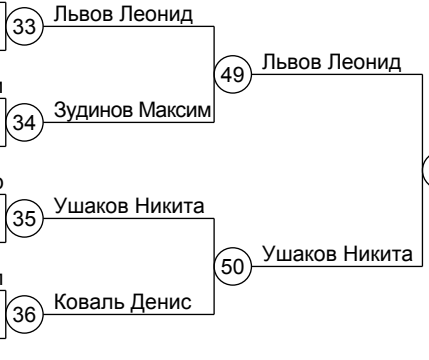 33 Львов Леонид
49 Львов Леонид
34 Зудинов Максим
35 Ушаков Никита
50 Ушаков Никита
36 Коваль Денис